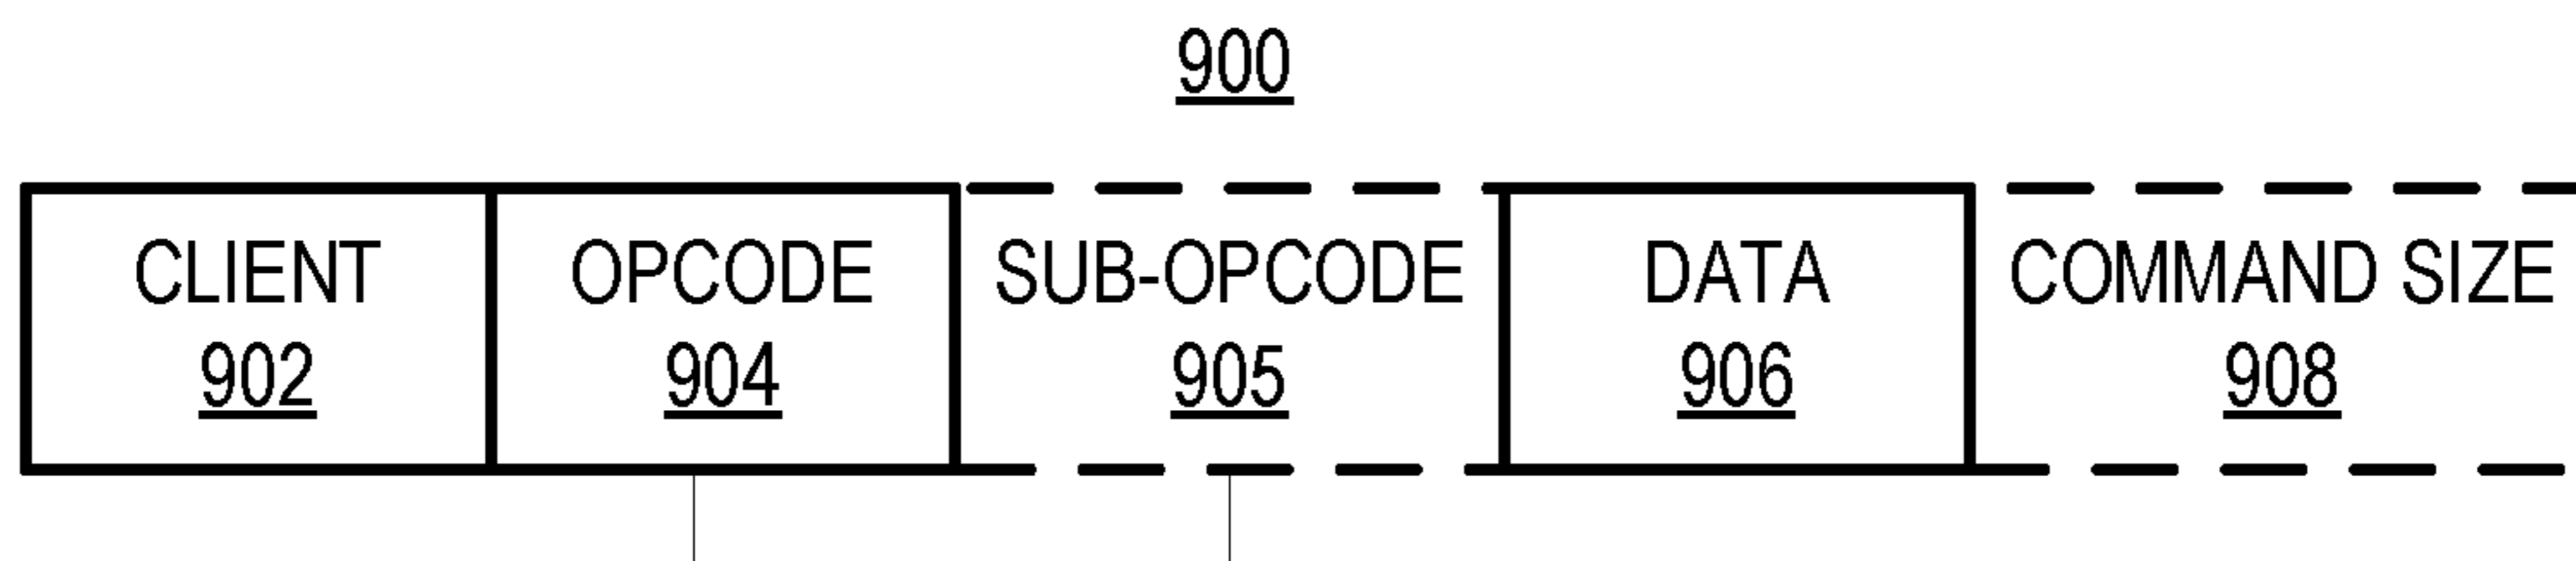 900
CLIENT OPCODE SUB-OPCODE DATA COMMAND SIZE
902 904 905 906 908